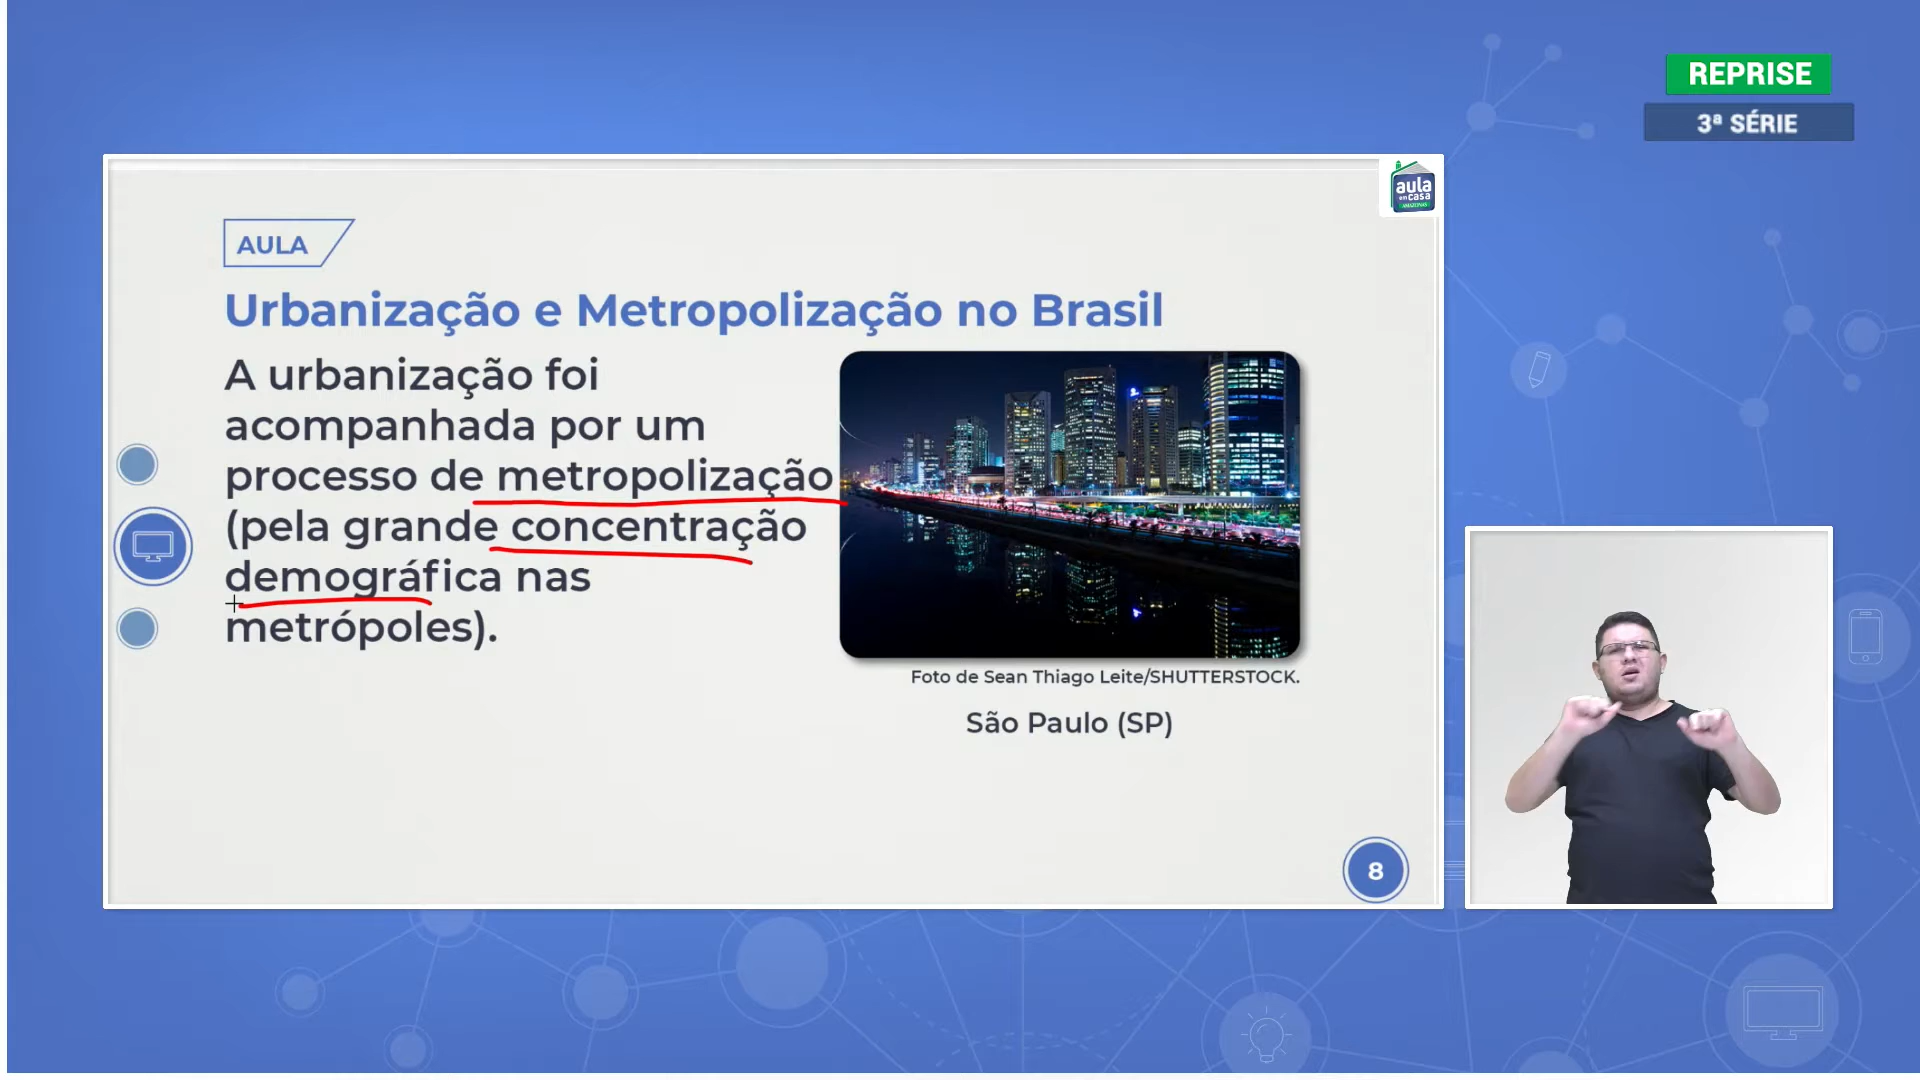 REPRISE
3ª SÉRIE
aula
em casa
AMAZONAS
AULA
Urbanização e Metropolização no Brasil
A urbanização foi
acompanhada por um
processo de metropolização
(pela grande concentração
demográfica nas
metrópoles).
Foto de Sean Thiago Leite/SHUTTERSTOCK.
São Paulo (SP)
8